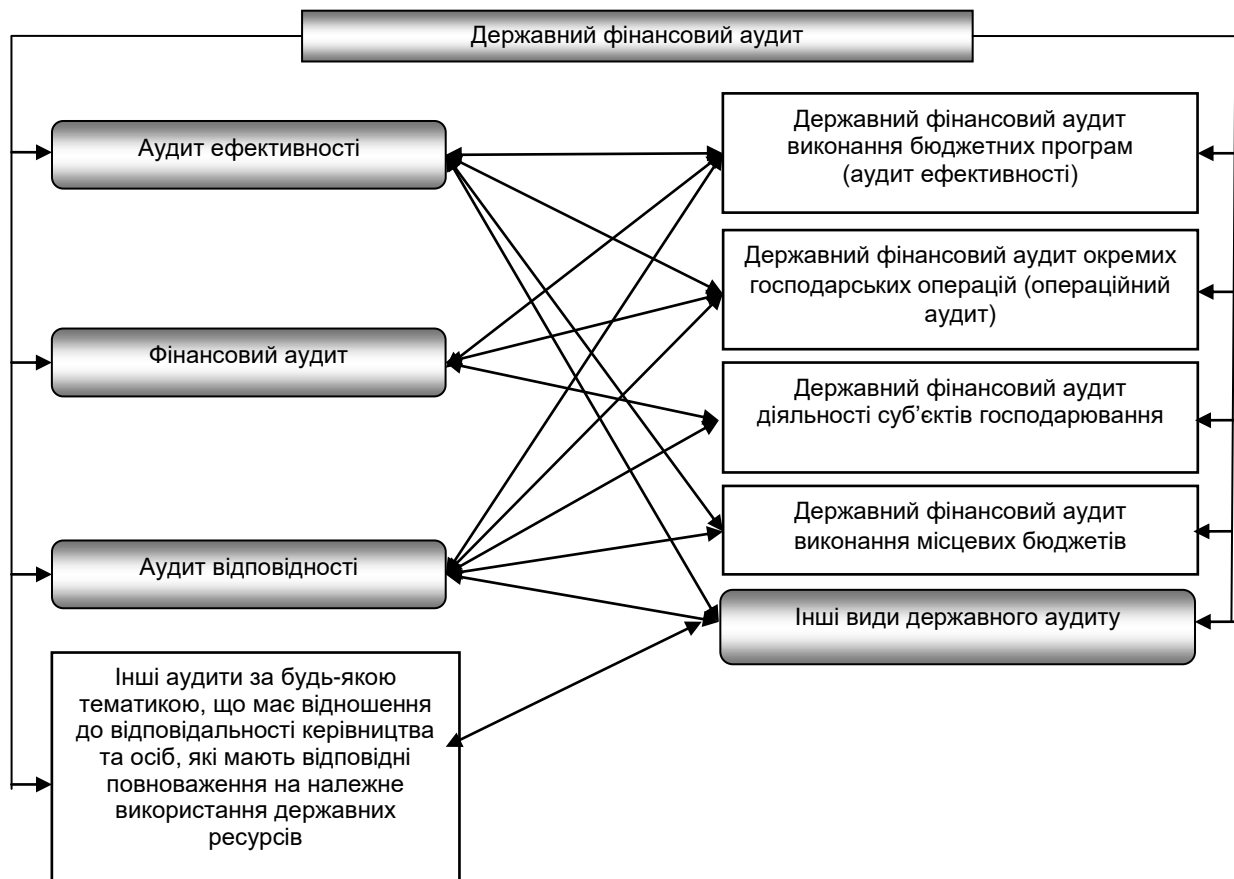 Державний фінансовий аудит
Аудит ефективності
Фінансовий аудит
Аудит відповідності
Інші аудити за будь-якою
тематикою, що має відношення
до відповідальності керівництва
та осіб, які мають відповідні
повноваження на належне
використання державних
ресурсів
Державний фінансовий аудит
виконання бюджетних програм
(аудит ефективності)
Державний фінансовий аудит окремих
господарських операцій (операційний
аудит)
Державний фінансовий аудит
діяльності суб’єктів господарювання
Державний фінансовий аудит
виконання місцевих бюджетів
Інші види державного аудиту